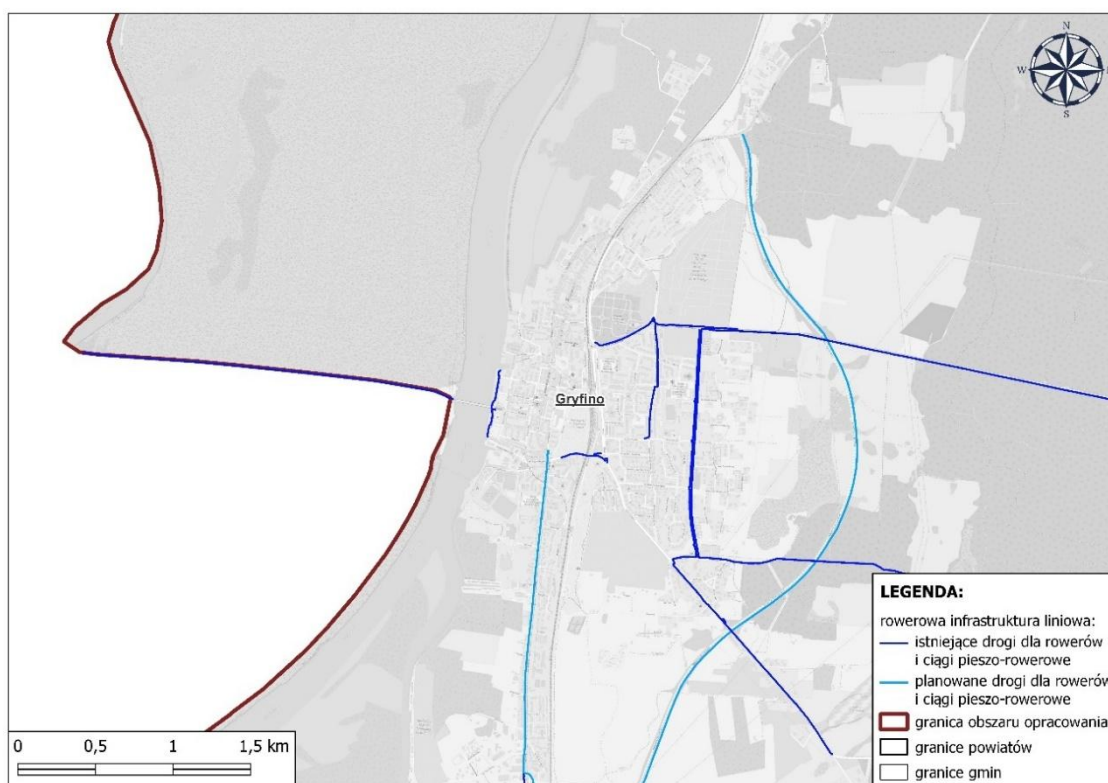 N
W
S
Gryfino
LEGENDA:
rowerowa infrastruktura liniowa:
istniejące drogi dla rowerów
i ciągi pieszo-rowerowe
planowane drogi dla rowerów
i ciągi pieszo-rowerowe
granica obszaru opracowania
granice powiatów
granice gmin
0 0,5 1 1,5 km